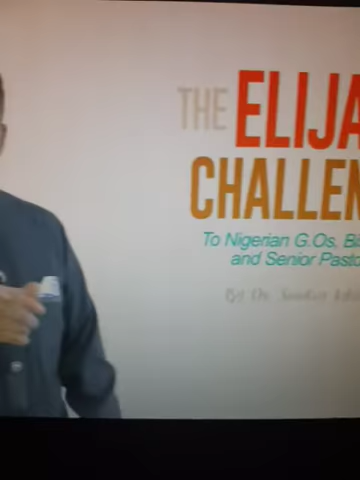 THE ELIJA
CHALLEN
To Nigerian G.Os, Bi
and Senior Pasto